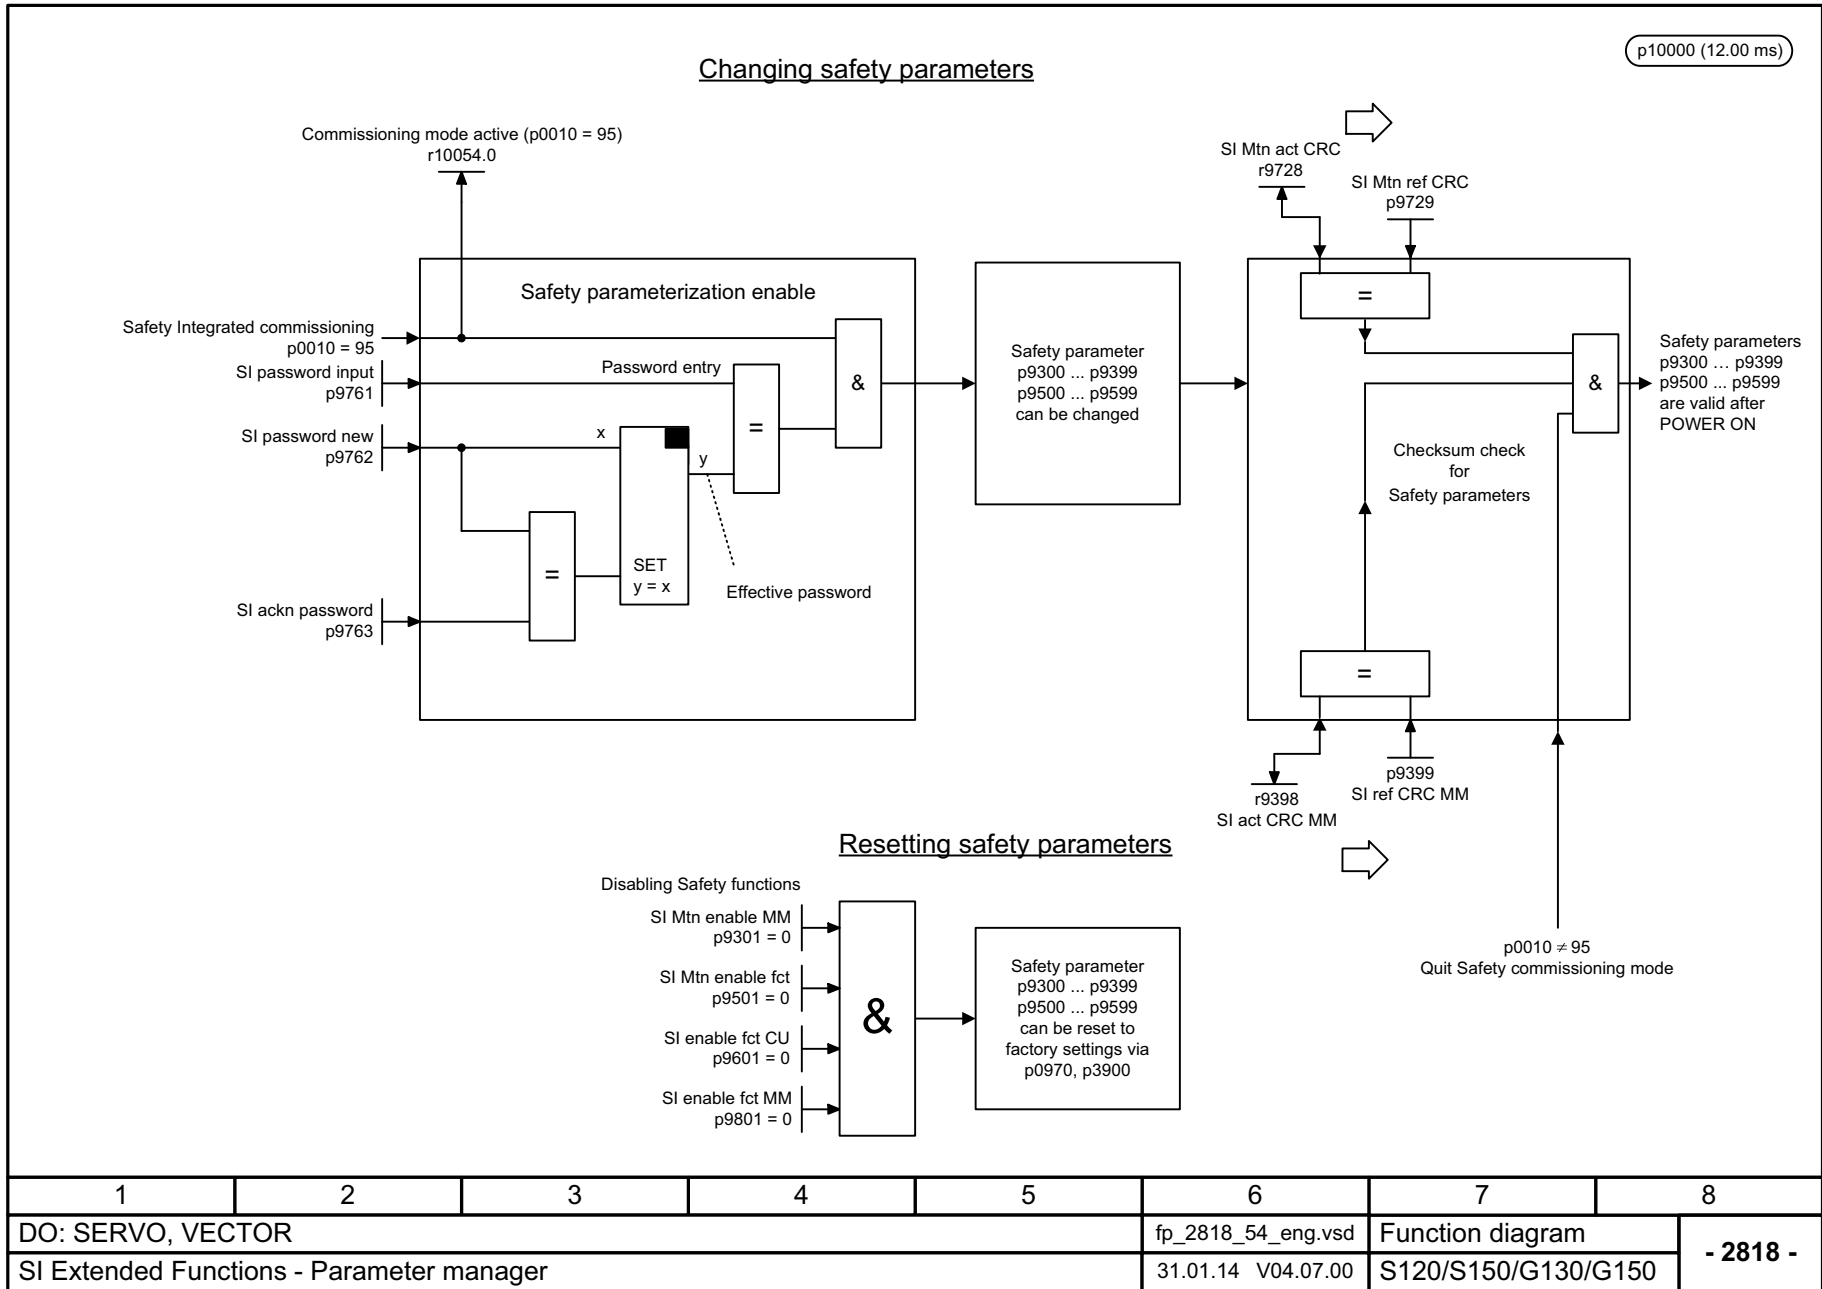 p10000 (12.00 ms)
Changing safety parameters
Commissioning mode active (p0010 = 95)
r10054.0
SI Mtn act CRC
r9728
SI Mtn ref CRC
p9729
Safety parameterization enable
Safety Integrated commissioning
p0010 = 95
SI password input
p9761
SI password new
p9762
SI ackn password
p9763
Password entry
x
y
=
=
&
SET
y = x
Effective password
Safety parameter
p9300 ... p9399
p9500 ... p9599
can be changed
=
&
Checksum check
for
Safety parameters
=
Safety parameters
p9300 … p9399
p9500 ... p9599
are valid after
POWER ON
r9398
SI act CRC MM
p9399
SI ref CRC MM
p0010 ≠ 95
Quit Safety commissioning mode
Resetting safety parameters
Disabling Safety functions
SI Mtn enable MM
p9301 = 0
SI Mtn enable fct
p9501 = 0
SI enable fct CU
p9601 = 0
SI enable fct MM
p9801 = 0
&
Safety parameter
p9300 ... p9399
p9500 ... p9599
can be reset to
factory settings via
p0970, p3900
1 2 3 4 5 6 7 8
DO: SERVO, VECTOR
fp_2818_54_eng.vsd
Function diagram
- 2818 -
SI Extended Functions - Parameter manager
31.01.14 V04.07.00
S120/S150/G130/G150